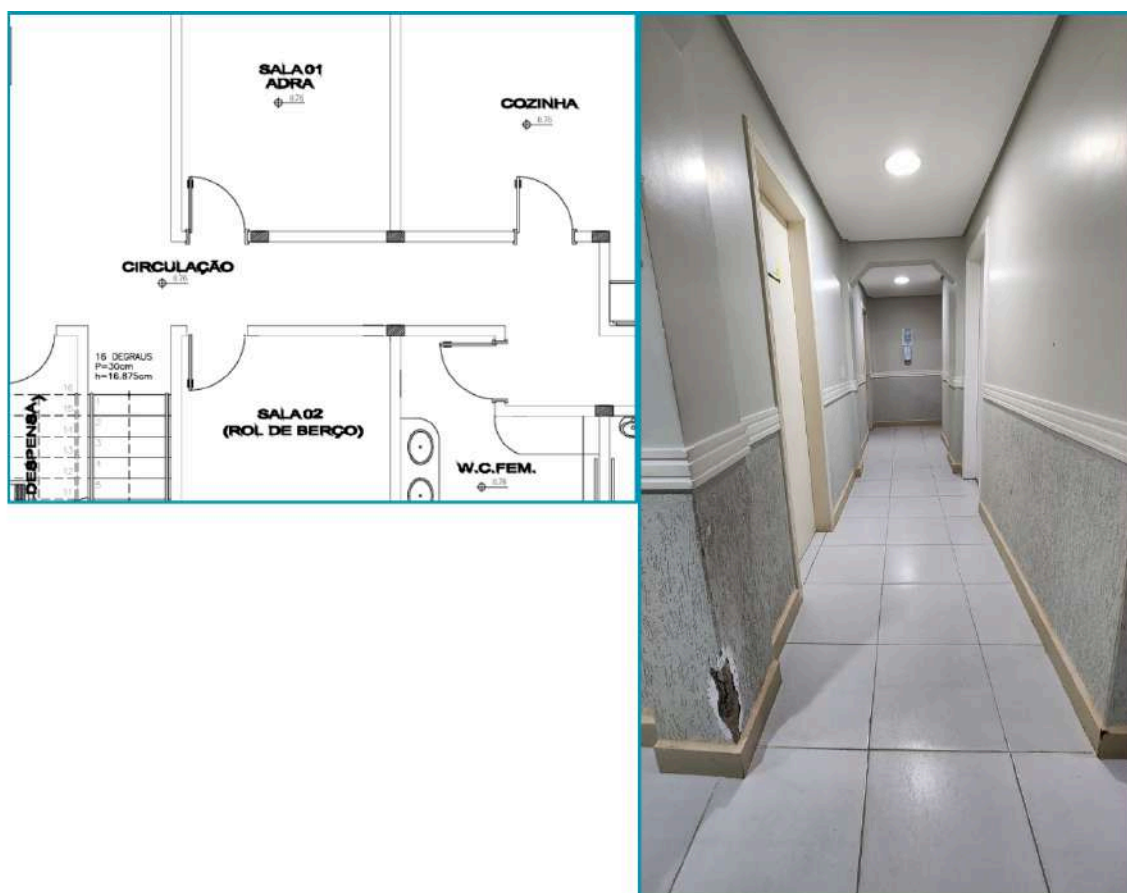 SALA 01
ADRA
COZINHA
CIRCULAÇÃO
16 DEGRAUS
P=30cm
h=16.875cm
DESPENSA
SALA 02
(ROL DE BERÇO)
W.C.FEM.